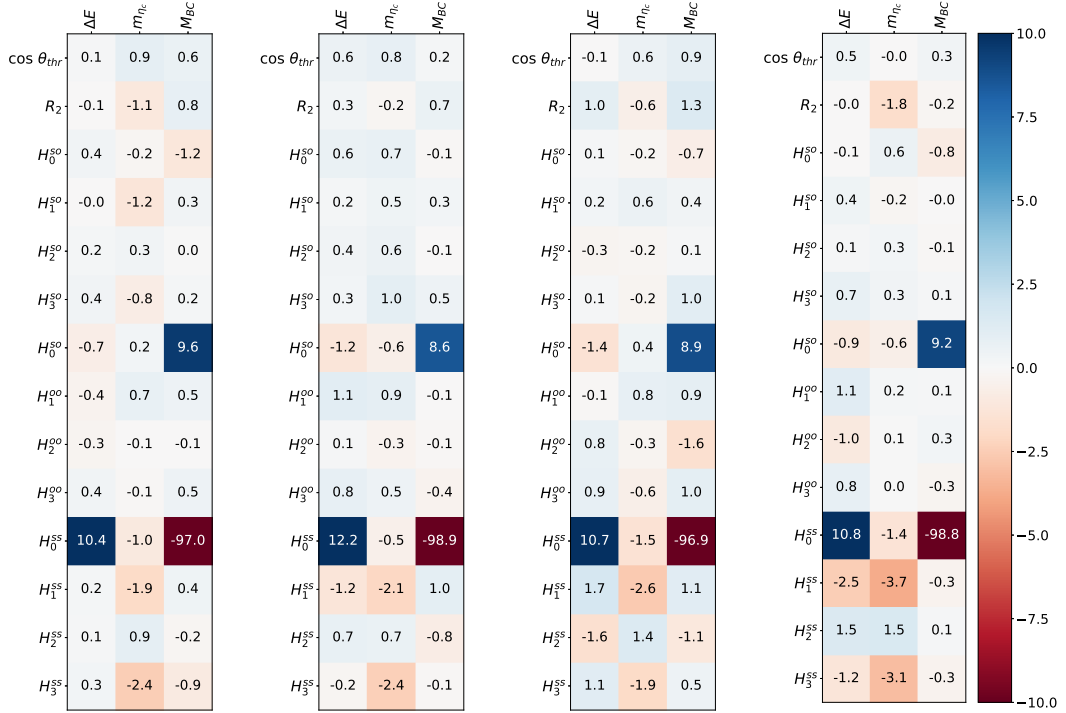 ΔE m_{η_c} M_{BC}
cos θ_{thr} 0.1 0.9 0.6
R_2 -0.1 -1.1 0.8
H_0^{so} 0.4 -0.2 -1.2
H_1^{so} -0.0 -1.2 0.3
H_2^{so} 0.2 0.3 0.0
H_3^{so} 0.4 -0.8 0.2
H_0^{so} -0.7 0.2 9.6
H_1^{oo} -0.4 0.7 0.5
H_2^{oo} -0.3 -0.1 -0.1
H_3^{oo} 0.4 -0.1 0.5
H_0^{ss} 10.4 -1.0 -97.0
H_1^{ss} 0.2 -1.9 0.4
H_2^{ss} 0.1 0.9 -0.2
H_3^{ss} 0.3 -2.4 -0.9
ΔE m_{η_c} M_{BC}
cos θ_{thr} 0.6 0.8 0.2
R_2 0.3 -0.2 0.7
H_0^{so} 0.6 0.7 -0.1
H_1^{so} 0.2 0.5 0.3
H_2^{so} 0.4 0.6 -0.1
H_3^{so} 0.3 1.0 0.5
H_0^{so} -1.2 -0.6 8.6
H_1^{oo} 1.1 0.9 -0.1
H_2^{oo} 0.1 -0.3 -0.1
H_3^{oo} 0.8 0.5 -0.4
H_0^{ss} 12.2 -0.5 -98.9
H_1^{ss} -1.2 -2.1 1.0
H_2^{ss} 0.7 0.7 -0.8
H_3^{ss} -0.2 -2.4 -0.1
ΔE m_{η_c} M_{BC}
cos θ_{thr} -0.1 0.6 0.9
R_2 1.0 -0.6 1.3
H_0^{so} 0.1 -0.2 -0.7
H_1^{so} 0.2 0.6 0.4
H_2^{so} -0.3 -0.2 0.1
H_3^{so} 0.1 -0.2 1.0
H_0^{so} -1.4 0.4 8.9
H_1^{oo} -0.1 0.8 0.9
H_2^{oo} 0.8 -0.3 -1.6
H_3^{oo} 0.9 -0.6 1.0
H_0^{ss} 10.7 -1.5 -96.9
H_1^{ss} 1.7 -2.6 1.1
H_2^{ss} -1.6 1.4 -1.1
H_3^{ss} 1.1 -1.9 0.5
ΔE m_{η_c} M_{BC}
cos θ_{thr} 0.5 -0.0 0.3
R_2 -0.0 -1.8 -0.2
H_0^{so} -0.1 0.6 -0.8
H_1^{so} 0.4 -0.2 -0.0
H_2^{so} 0.1 0.3 -0.1
H_3^{so} 0.7 0.3 0.1
H_0^{so} -0.9 -0.6 9.2
H_1^{oo} 1.1 0.2 0.1
H_2^{oo} -1.0 0.1 0.3
H_3^{oo} 0.8 0.0 -0.3
H_0^{ss} 10.8 -1.4 -98.8
H_1^{ss} -2.5 -3.7 -0.3
H_2^{ss} 1.5 1.5 0.1
H_3^{ss} -1.2 -3.1 -0.3
10.0
7.5
5.0
2.5
0.0
−2.5
−5.0
−7.5
−10.0